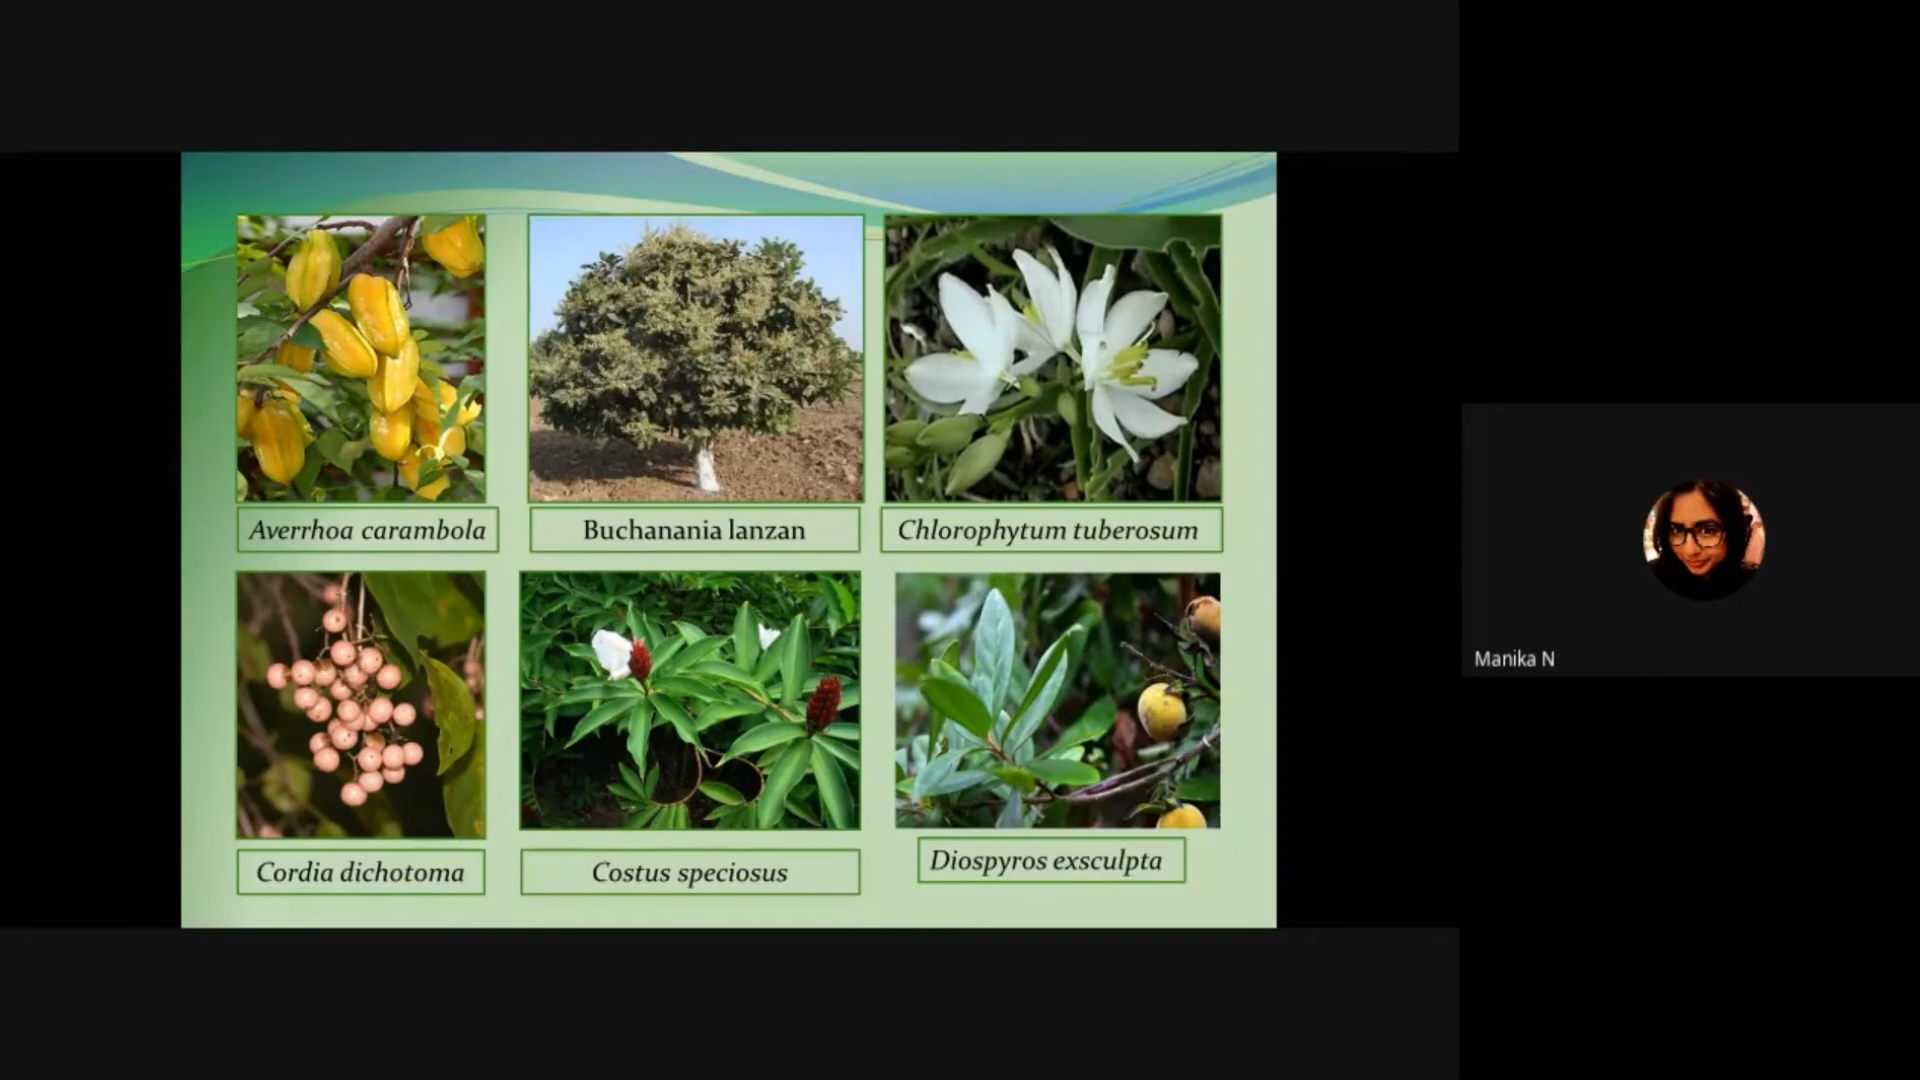 Averrhoa carambola
Buchanania lanzan
Chlorophytum tuberosum
Cordia dichotoma
Costus speciosus
Diospyros exsculpta
Manika N